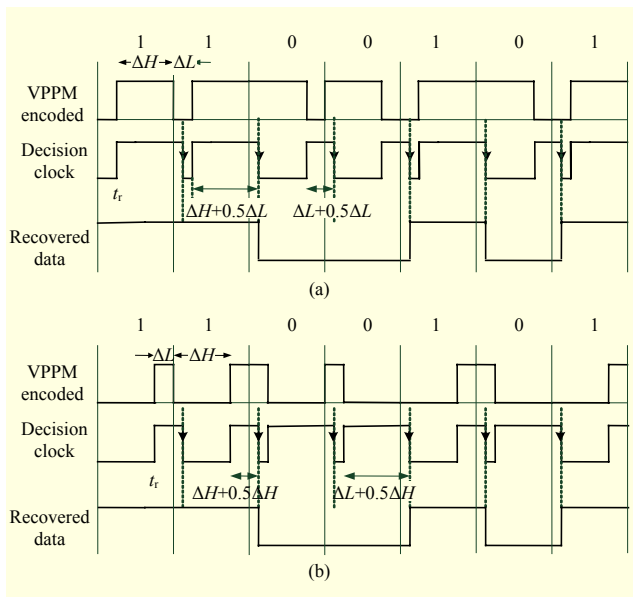 1 1 0 0 1 0 1
ΔH ΔL
VPPM
encoded
Decision
clock
tr
ΔH+0.5ΔL ΔL+0.5ΔL
Recovered
data
(a)
1 1 0 0 1 0 1
ΔL ΔH
VPPM
encoded
Decision
clock
tr
ΔH+0.5ΔH ΔL+0.5ΔH
Recovered
data
(b)